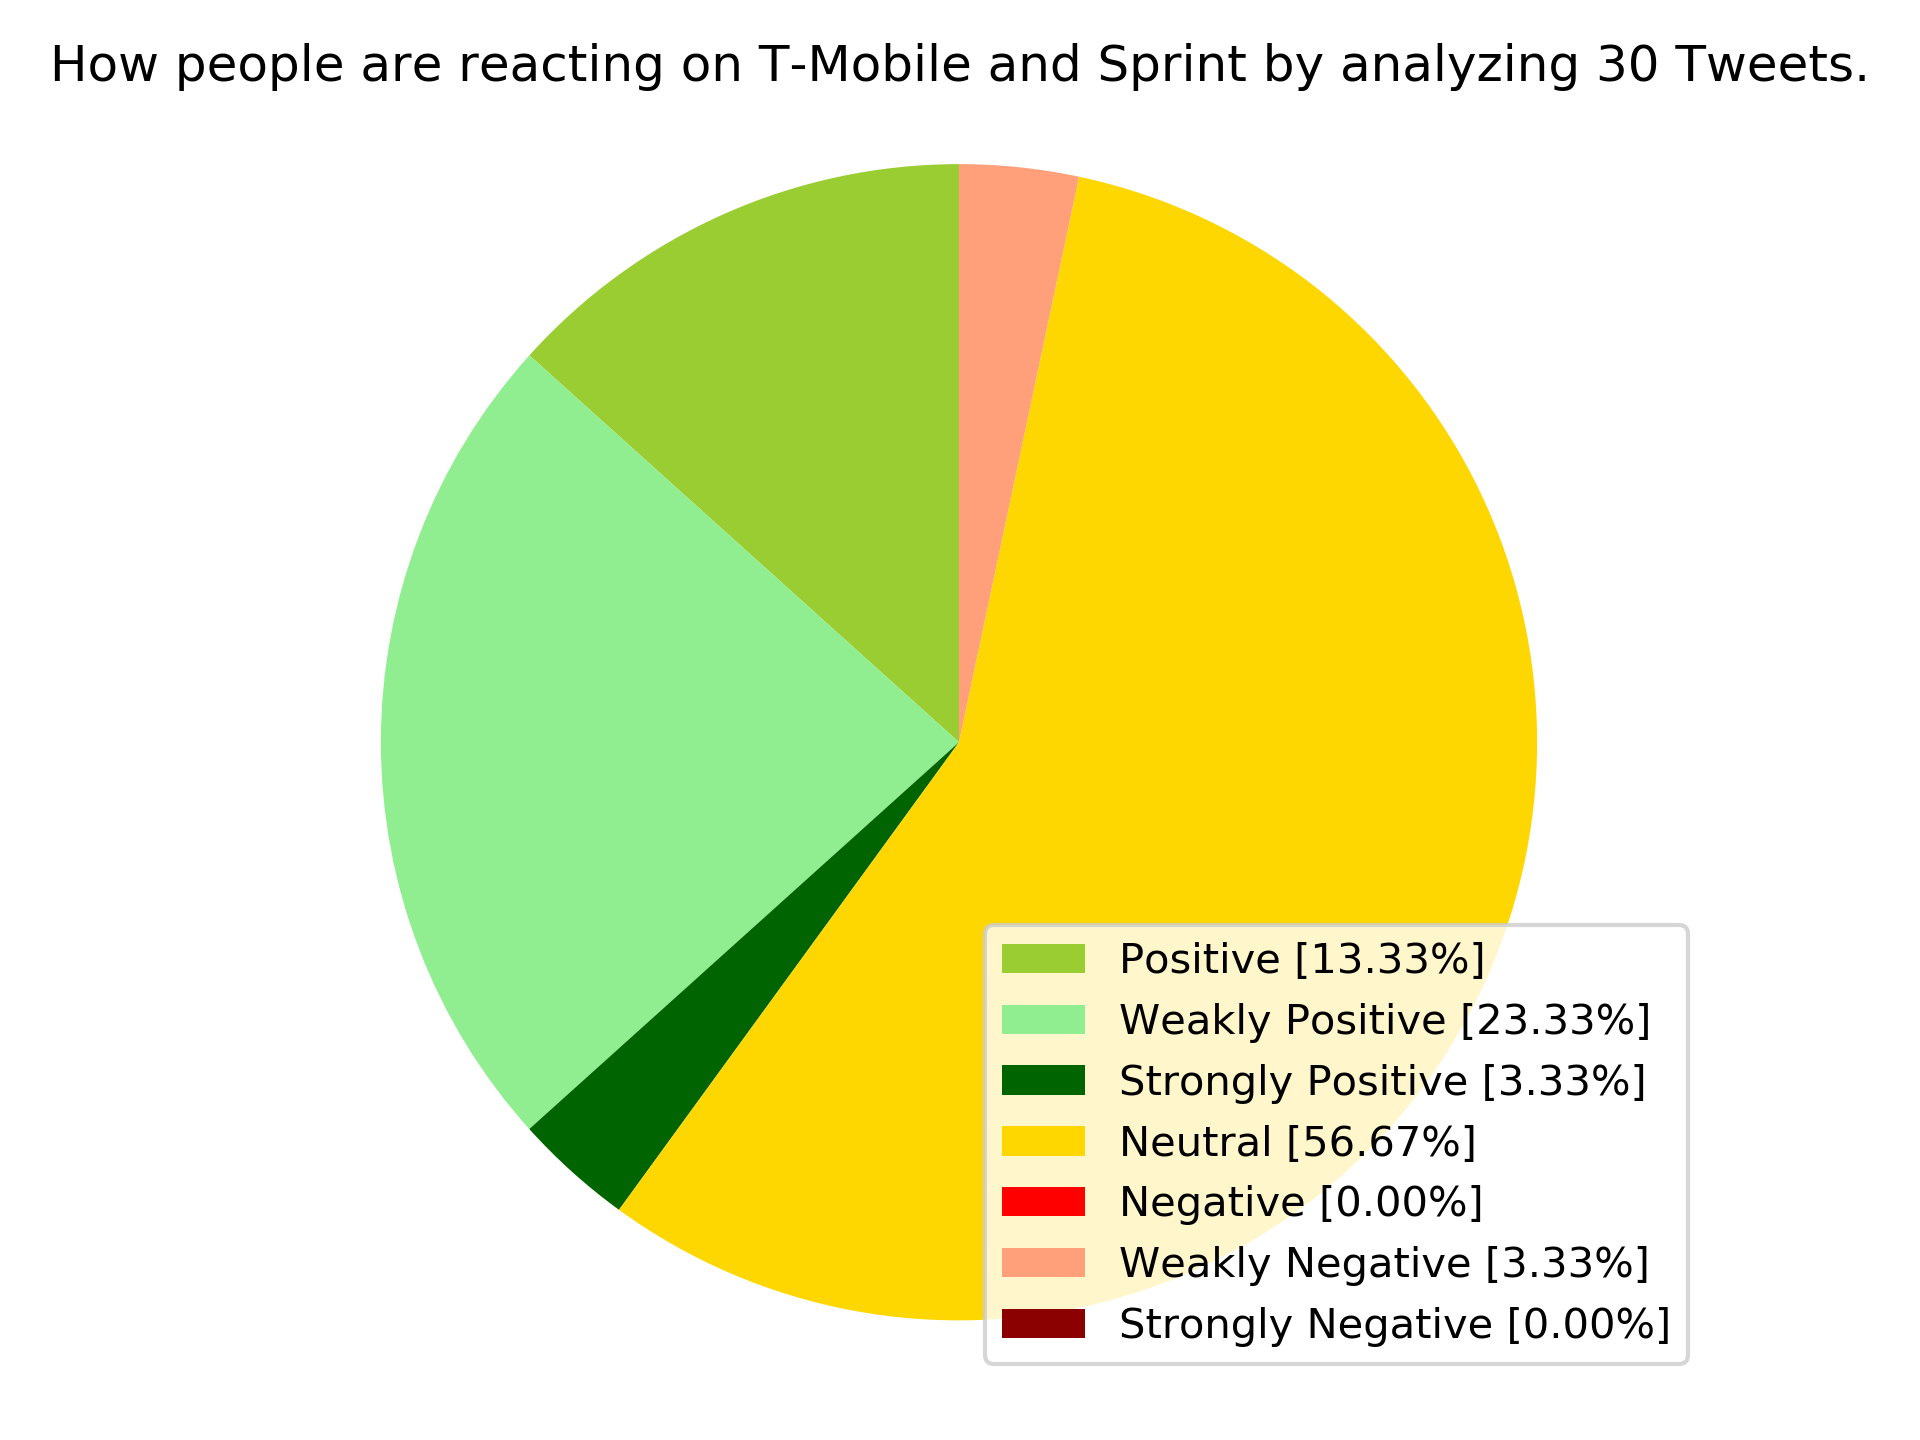 How people are reacting on T-Mobile and Sprint by analyzing 30 Tweets.
Positive [13.33%]
Weakly Positive [23.33%]
Strongly Positive [3.33%]
Neutral [56.67%]
Negative [0.00%]
Weakly Negative [3.33%]
Strongly Negative [0.00%]